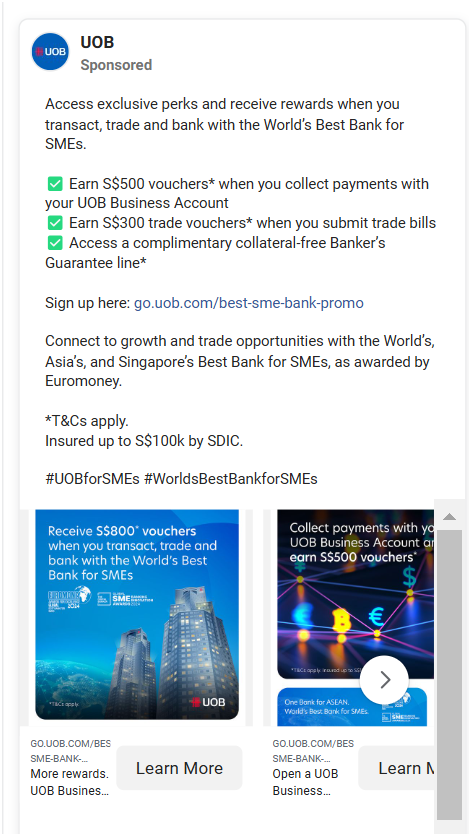 UOB
UOB
Sponsored
Access exclusive perks and receive rewards when you
transact, trade and bank with the World's Best Bank for
SMEs.
✅ Earn S$500 vouchers* when you collect payments with
your UOB Business Account
✅ Earn S$300 trade vouchers* when you submit trade bills
✅ Access a complimentary collateral-free Banker's
Guarantee line*
Sign up here: go.uob.com/best-sme-bank-promo
Connect to growth and trade opportunities with the World's,
Asia's, and Singapore's Best Bank for SMEs, as awarded by
Euromoney.
*T&Cs apply.
Insured up to S$100k by SDIC.
#UOBforSMEs #WorldsBestBankforSMEs
Receive S$800* vouchers
when you transact, trade and
bank with the World's Best
Bank for SMEs
EUROMONEY
2024
SME
*T&Cs apply.
UOB
Collect payments with yo
UOB Business Account a
earn S$500 vouchers*
$
€
€
*T&Cs apply. Insured up to S$
One Bank for ASEAN.
World's Best Bank for SMEs.
SME
GO.UOB.COM/BES
SME-BANK-...
More rewards.
UOB Busines...
Learn More
GO.UOB.COM/BES
SME-BANK-...
Open a UOB
Business...
Learn M